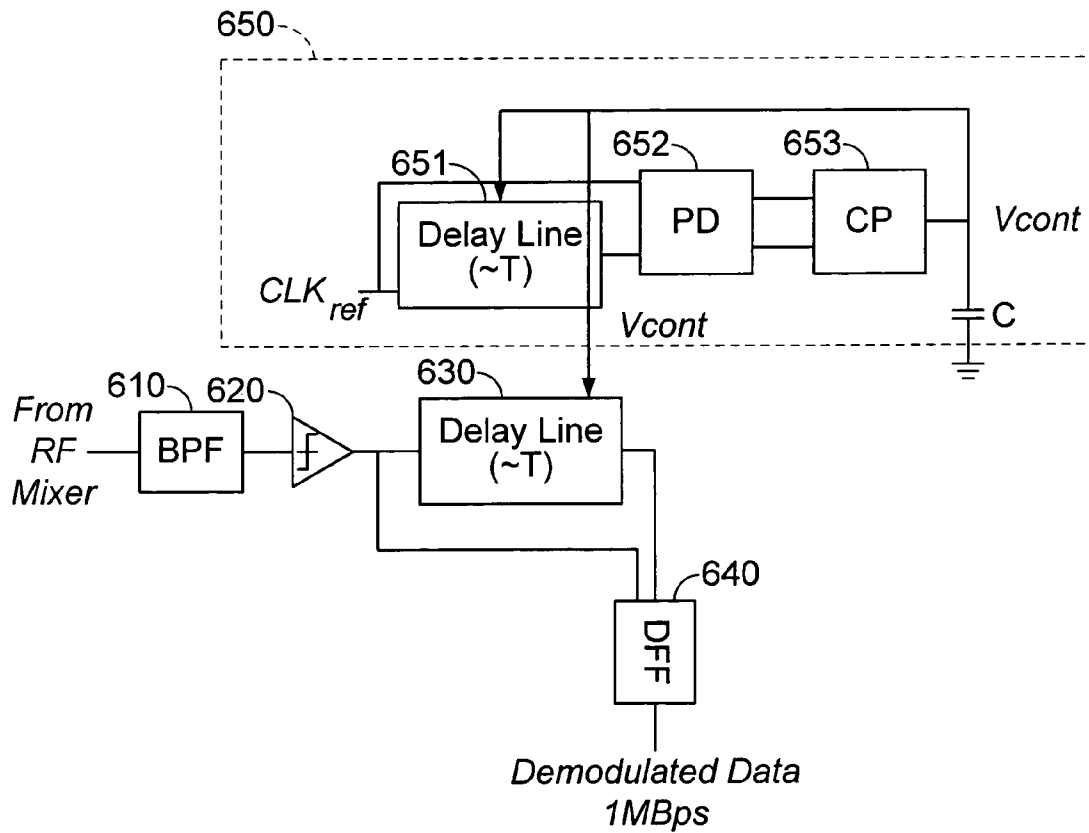 650
651
652
653
Delay Line
(~T)
PD
CP
Vcont
CLKref
Vcont
C
610
620
630
From
RF
Mixer
BPF
Delay Line
(~T)
640
DFF
Demodulated Data
1MBps